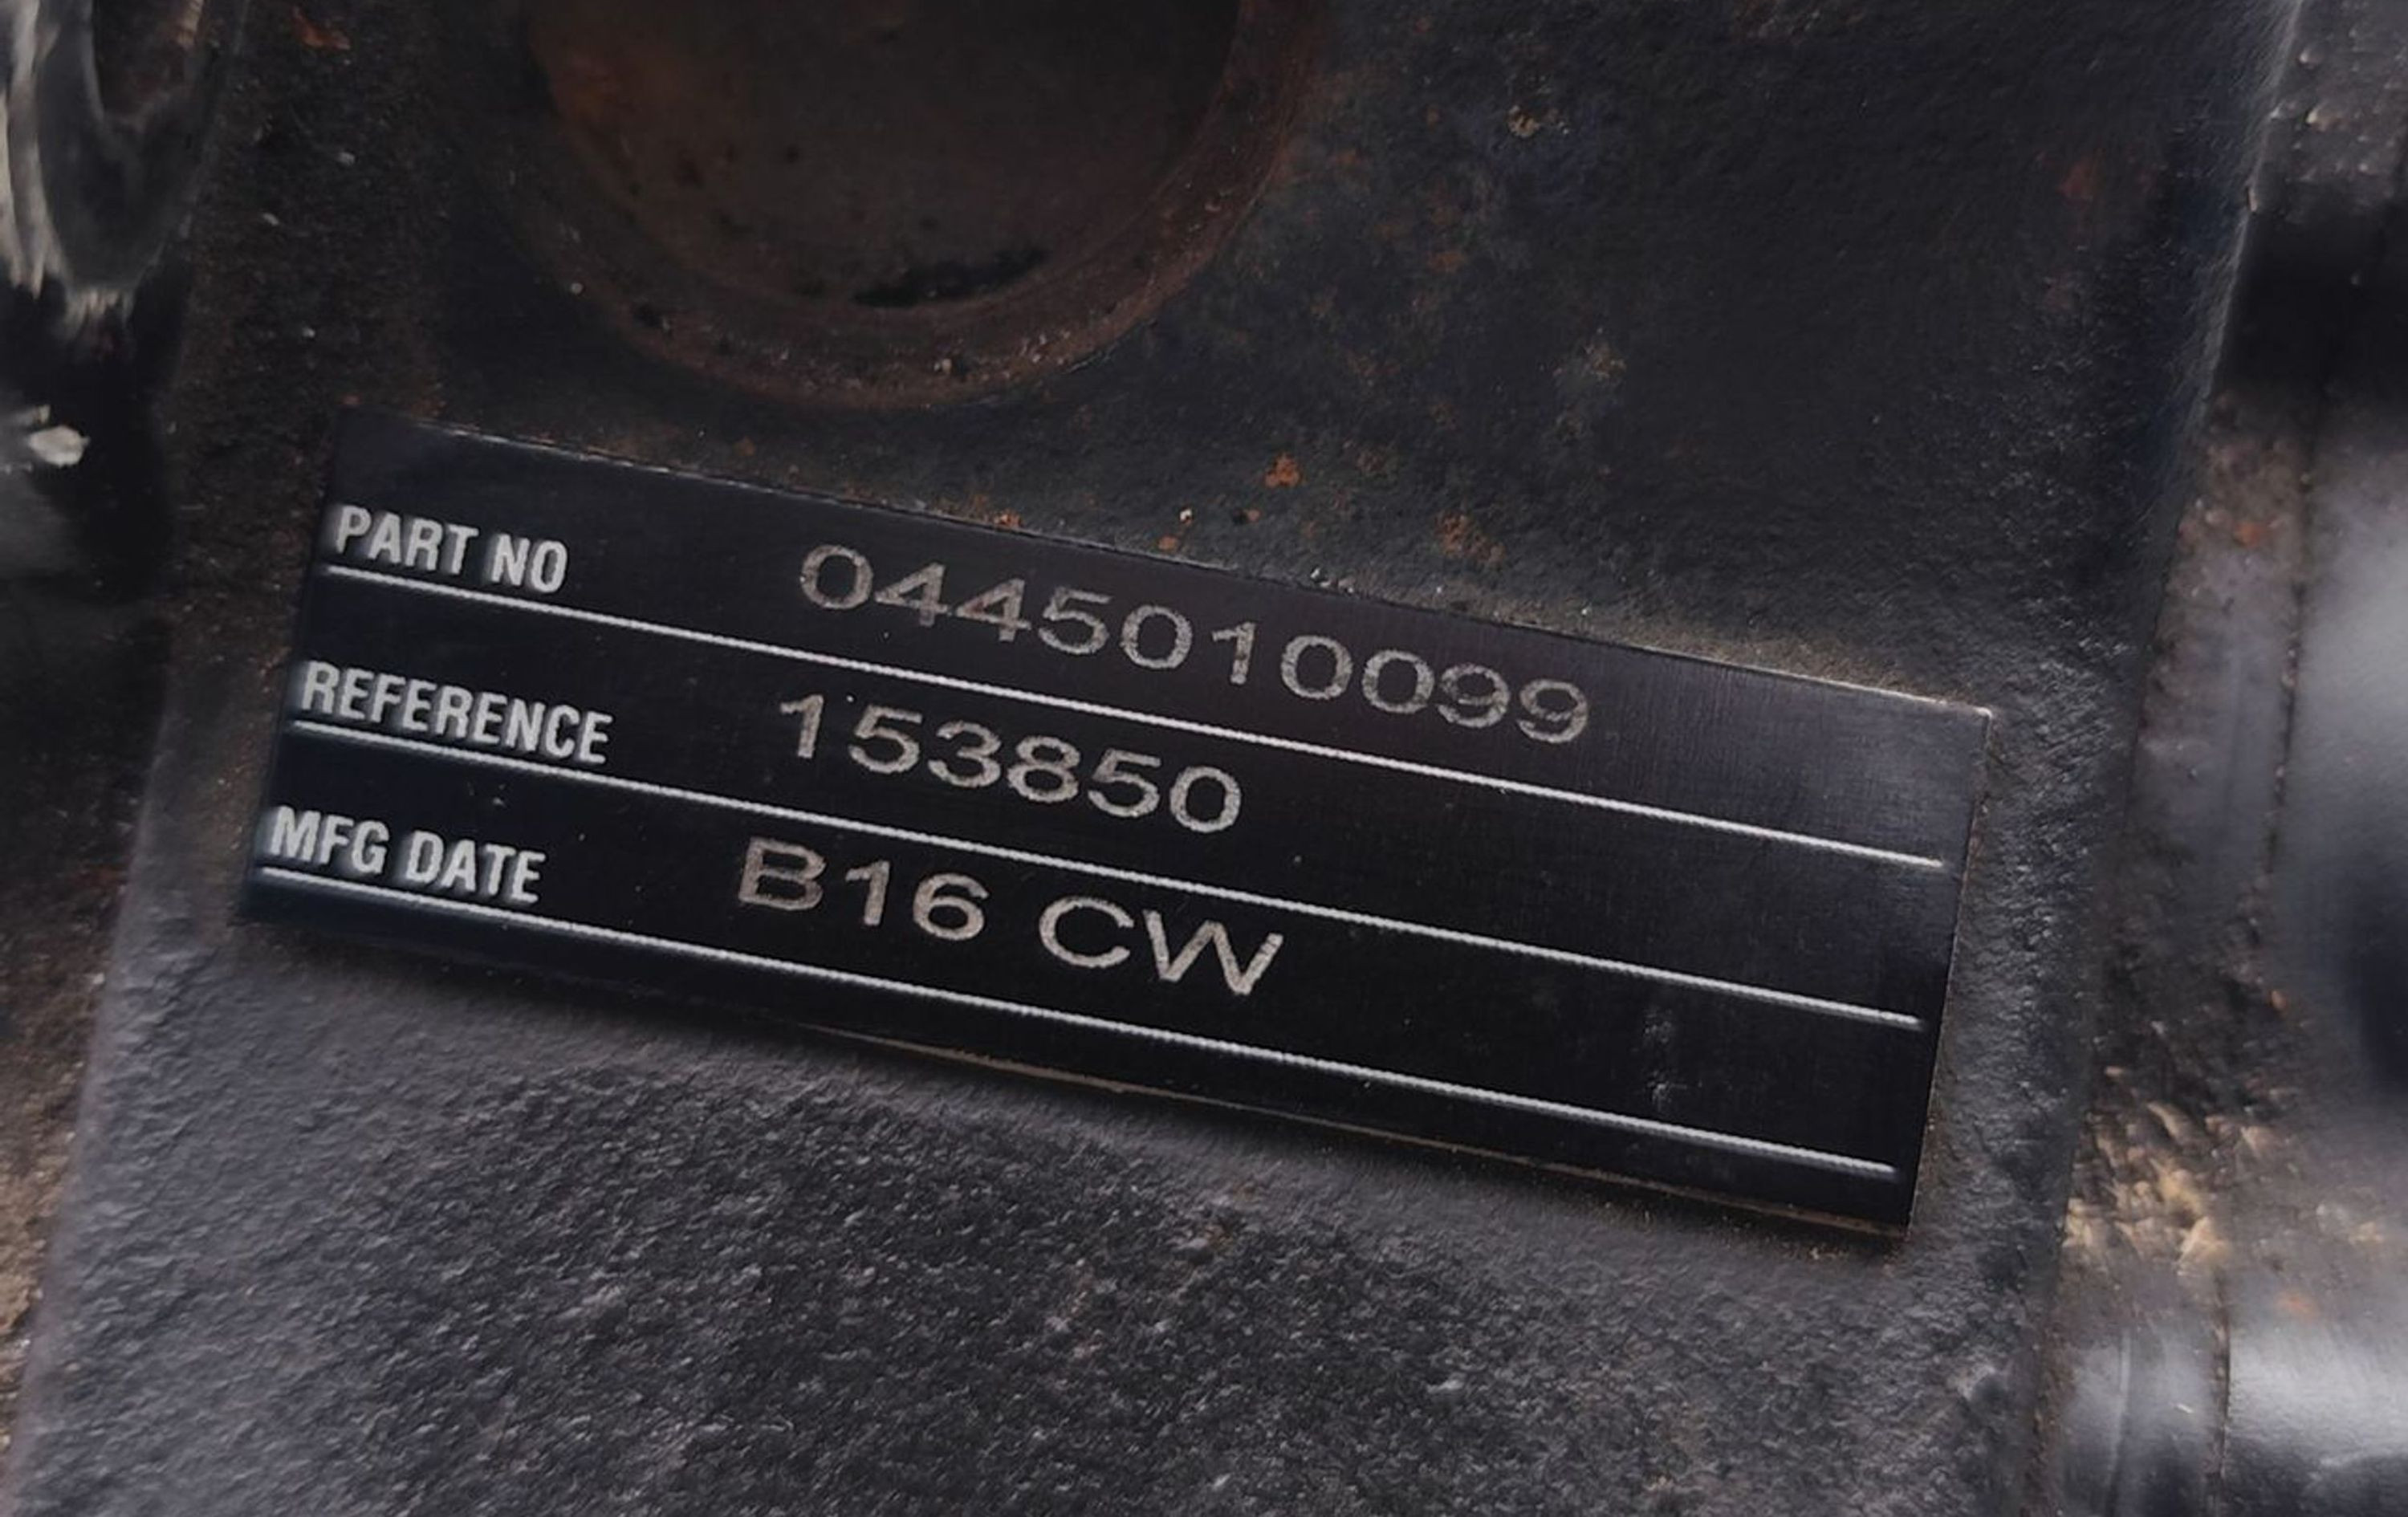 PART NO 0445010099
REFERENCE 153850
MFG DATE B16 CW